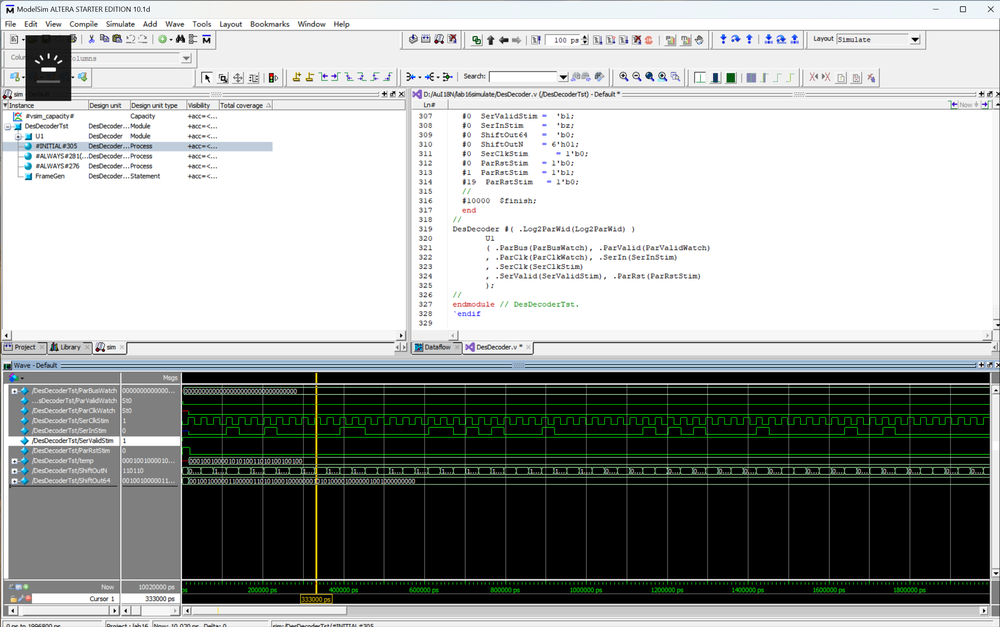 ModelSim ALTERA STARTER EDITION 10.1d
File Edit View Compile Simulate Add Wave Tools Layout Bookmarks Window Help
100 ps
Layout Simulate
Columns
Search:
sim - Default
D:/AuI18N/lab16simulate/DesDecoder.v (/DesDecoderTst) - Default *
Instance Design unit Design unit type Visibility Total coverage
Ln#
Now
#vsim_capacity# Capacity +acc=<...
DesDecoderTst DesDecoder... Module +acc=<...
U1 DesDecoder Module +acc=<...
#INITIAL#305 DesDecoder... Process +acc=<...
#ALWAYS#281(... DesDecoder... Process +acc=<...
#ALWAYS#276 DesDecoder... Process +acc=<...
FrameGen DesDecoder... Statement +acc=<...
307 #0 SerValidStim = 'b1;
308 #0 SerInStim = 'bz;
309 #0 ShiftOut64 = 'b0;
310 #0 ShiftOutN = 6'h01;
311 #0 SerClkStim = 1'b0;
312 #0 ParRstStim = 1'b0;
313 #1 ParRstStim = 1'b1;
314 #19 ParRstStim = 1'b0;
315 //
316 #10000 $finish;
317 end
318 //
319 DesDecoder #( .Log2ParWid(Log2ParWid) )
320 U1
321 ( .ParBus(ParBusWatch), .ParValid(ParValidWatch)
322 , .ParClk(ParClkWatch), .SerIn(SerInStim)
323 , .SerClk(SerClkStim)
324 , .SerValid(SerValidStim), .ParRst(ParRstStim)
325 );
326 //
327 endmodule // DesDecoderTst.
328 `endif
329
Project Library sim
Dataflow DesDecoder.v *
Wave - Default
Msgs
/DesDecoderTst/ParBusWatch 0000000000000... 00000000000000000000000000000000
...sDecoderTst/ParValidWatch St0
/DesDecoderTst/ParClkWatch St0
/DesDecoderTst/SerClkStim 1
/DesDecoderTst/SerInStim 0
/DesDecoderTst/SerValidStim 1
/DesDecoderTst/ParRstStim 0
/DesDecoderTst/temp 0001001000010... 00010010000101010011010100100100
/DesDecoderTst/ShiftOutN 110110 0... 1... 1... 1... 1... 1... 1... 1... 1... 1... 1... 1... 1... 1... 1... 0... 0... 0... 0... 0... 0... 0... 0... 0... 0... 0... 0... 0... 0...
/DesDecoderTst/ShiftOut64 0010010000011... 0010010000011000001101010001000000010101000010000001001000000000
Now 10020000 ps
ps 200000 ps 400000 ps 600000 ps 800000 ps 1000000 ps 1200000 ps 1400000 ps 1600000 ps 1800000 ps
Cursor 1 333000 ps
333000 ps
0 ps to 1996800 ps Project : lab16 Now: 10,020 ns Delta: 0 sim:/DesDecoderTst/#INITIAL#305